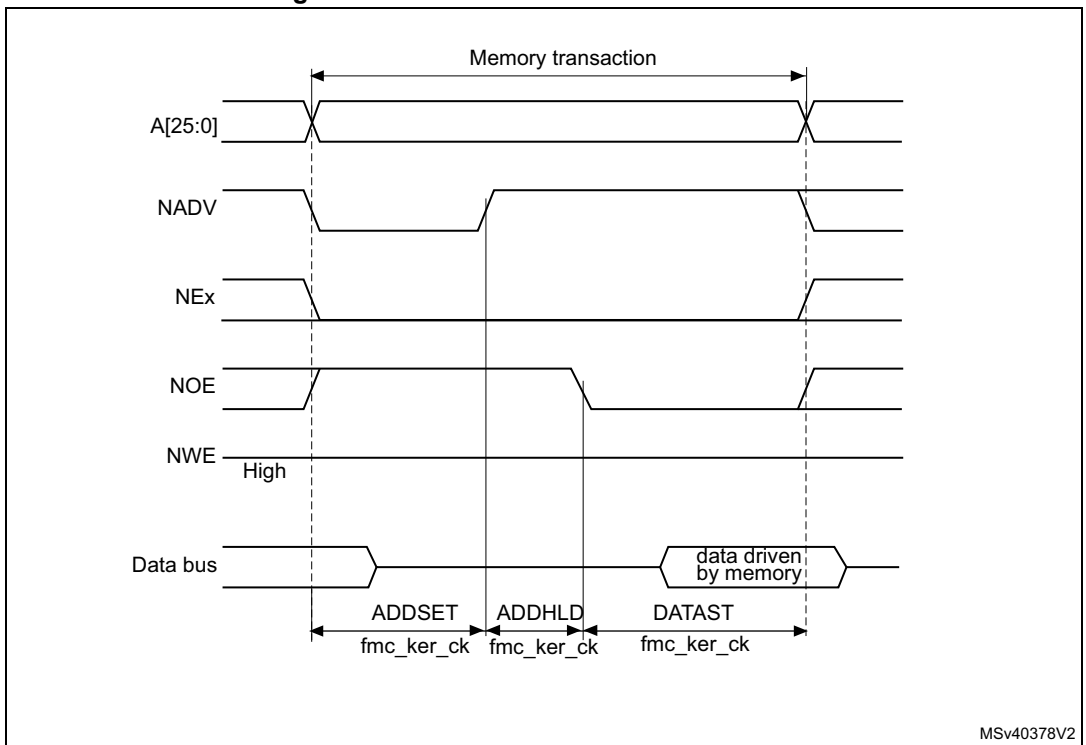 Memory transaction
A[25:0]
NADV
NEx
NOE
NWE
High
Data bus
data driven
by memory
ADDSET ADDHLD DATAST
fmc_ker_ck fmc_ker_ck fmc_ker_ck
MSv40378V2